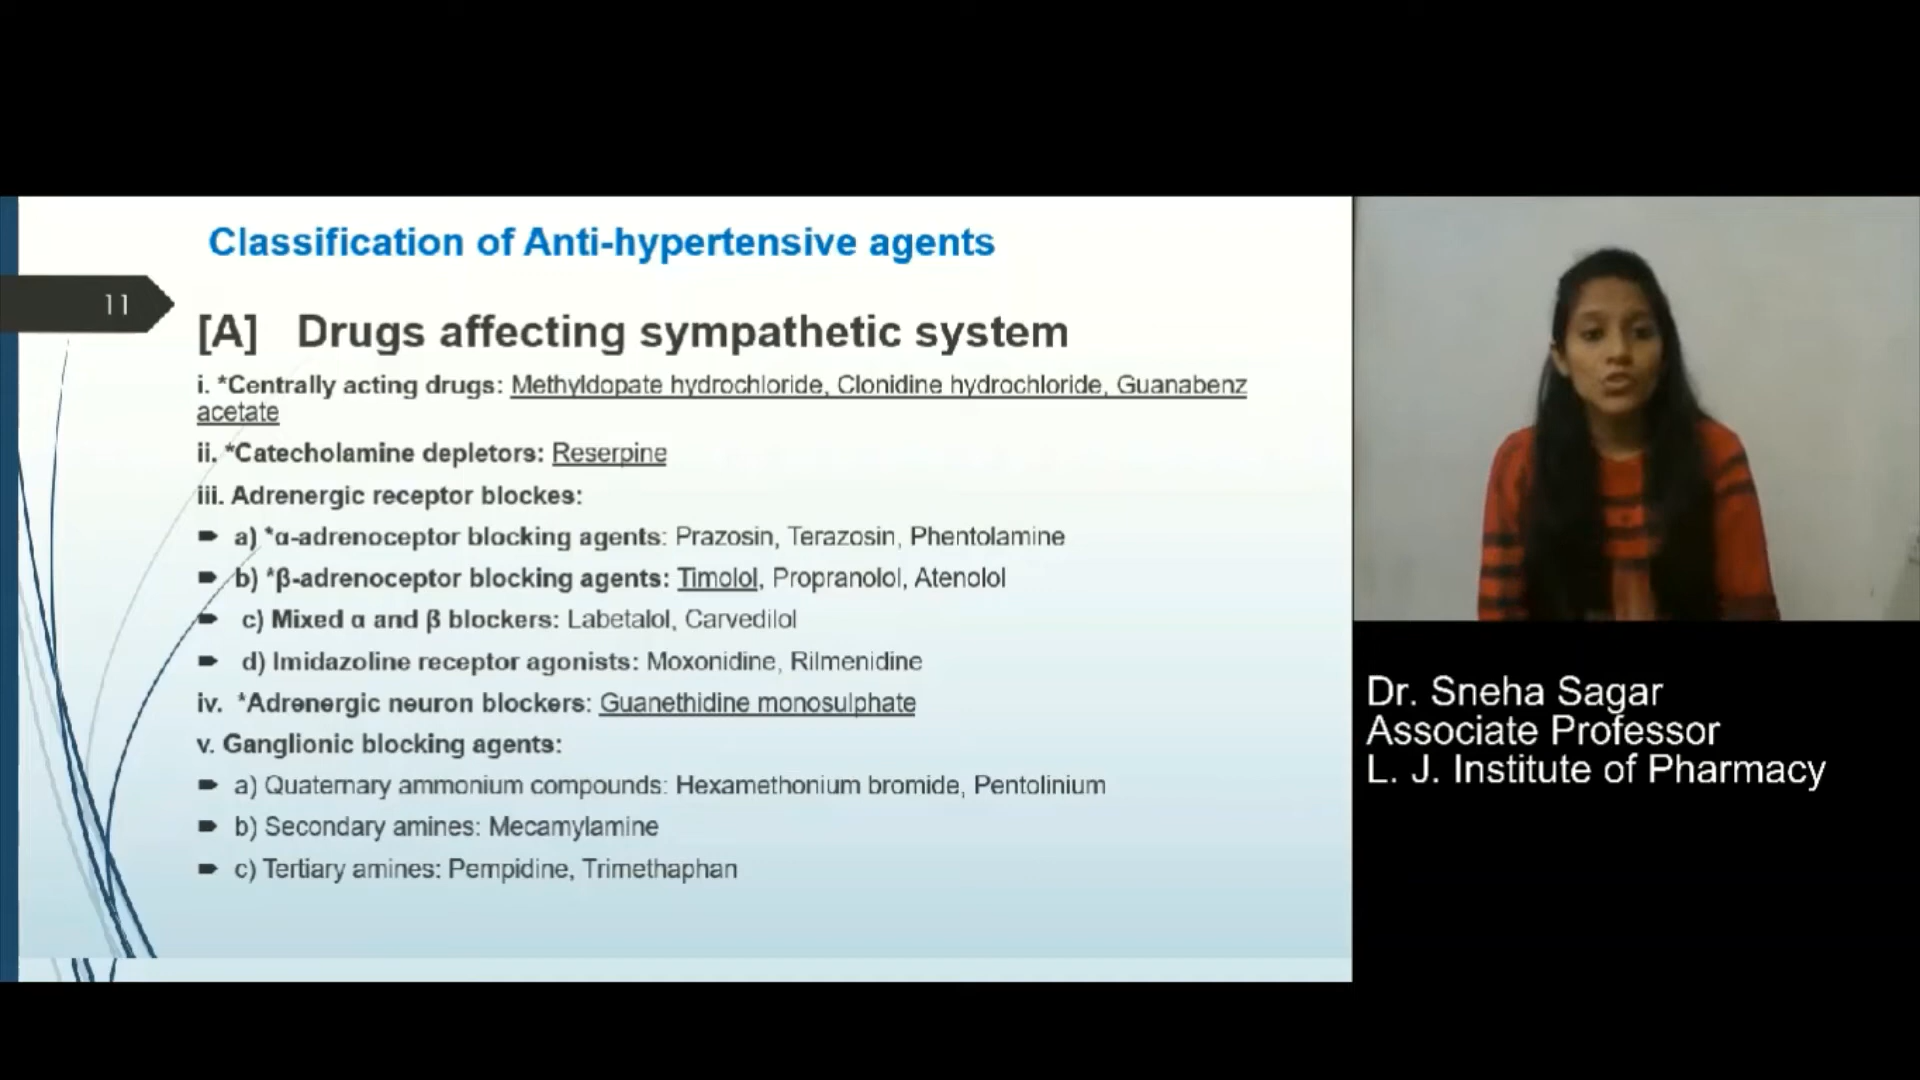 Classification of Anti-hypertensive agents
11
[A] Drugs affecting sympathetic system
i. *Centrally acting drugs: Methyldopate hydrochloride, Clonidine hydrochloride, Guanabenz
acetate
ii. *Catecholamine depletors: Reserpine
iii. Adrenergic receptor blockes:
a) *α-adrenoceptor blocking agents: Prazosin, Terazosin, Phentolamine
b) *β-adrenoceptor blocking agents: Timolol, Propranolol, Atenolol
c) Mixed α and β blockers: Labetalol, Carvedilol
d) Imidazoline receptor agonists: Moxonidine, Rilmenidine
iv. *Adrenergic neuron blockers: Guanethidine monosulphate
v. Ganglionic blocking agents:
a) Quaternary ammonium compounds: Hexamethonium bromide, Pentolinium
b) Secondary amines: Mecamylamine
c) Tertiary amines: Pempidine, Trimethaphan
Dr. Sneha Sagar
Associate Professor
L. J. Institute of Pharmacy